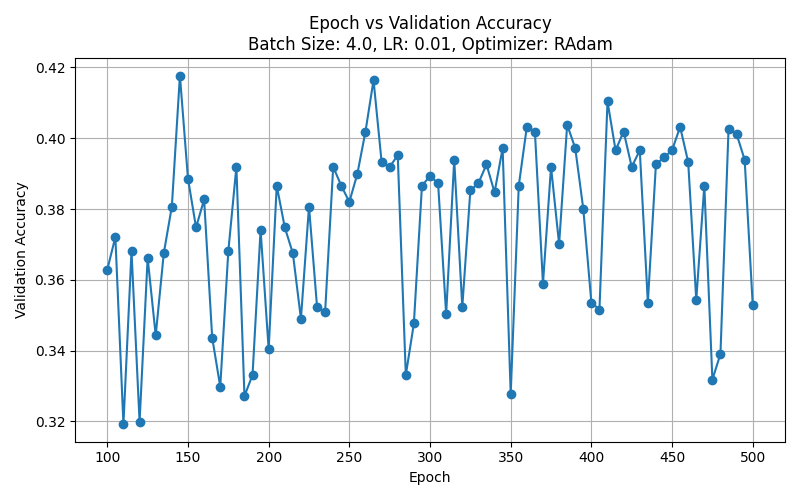 Epoch vs Validation Accuracy
Batch Size: 4.0, LR: 0.01, Optimizer: RAdam
0.42
0.40
0.38
0.36
0.34
0.32
Validation Accuracy
100 150 200 250 300 350 400 450 500
Epoch